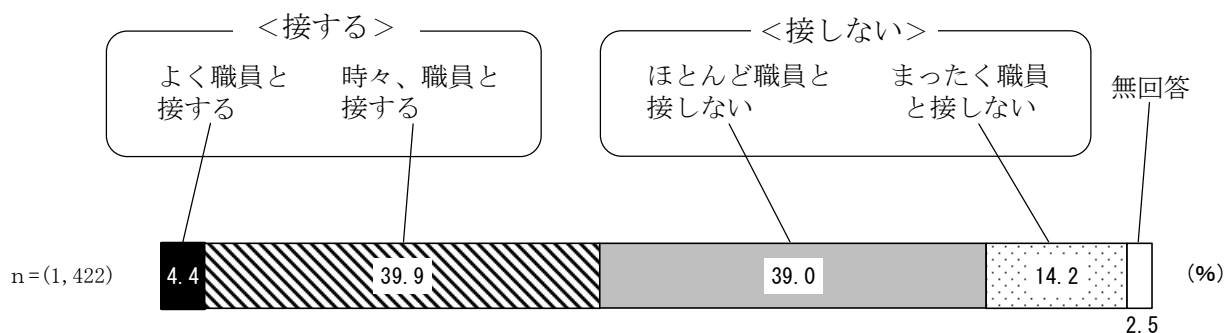 ＜接する＞
＜接しない＞
よく職員と
接する
時々、職員と
接する
ほとんど職員と
接しない
まったく職員
と接しない
無回答
n=(1,422)
4.4
39.9
39.0
14.2
2.5
(%)